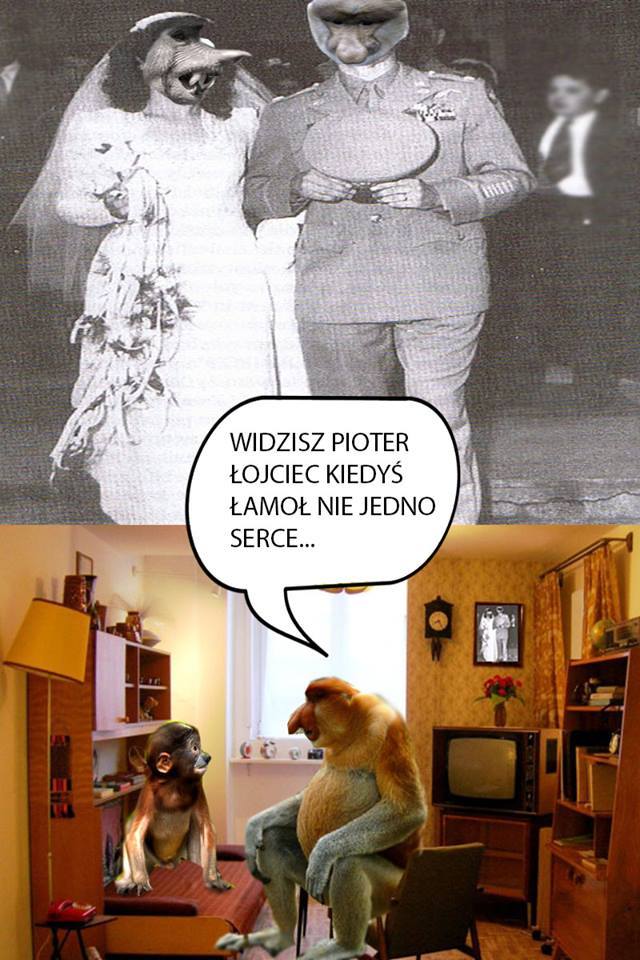 WIDZISZ PIOTER
ŁOJCIEC KIEDYŚ
ŁAMOŁ NIE JEDNO
SERCE...